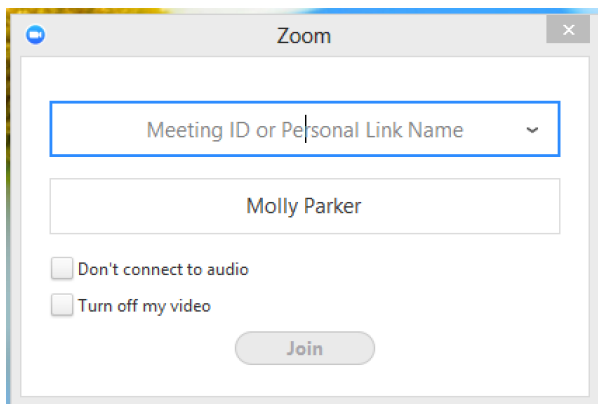 Zoom
Meeting ID or Personal Link Name
Molly Parker
Don't connect to audio
Turn off my video
Join